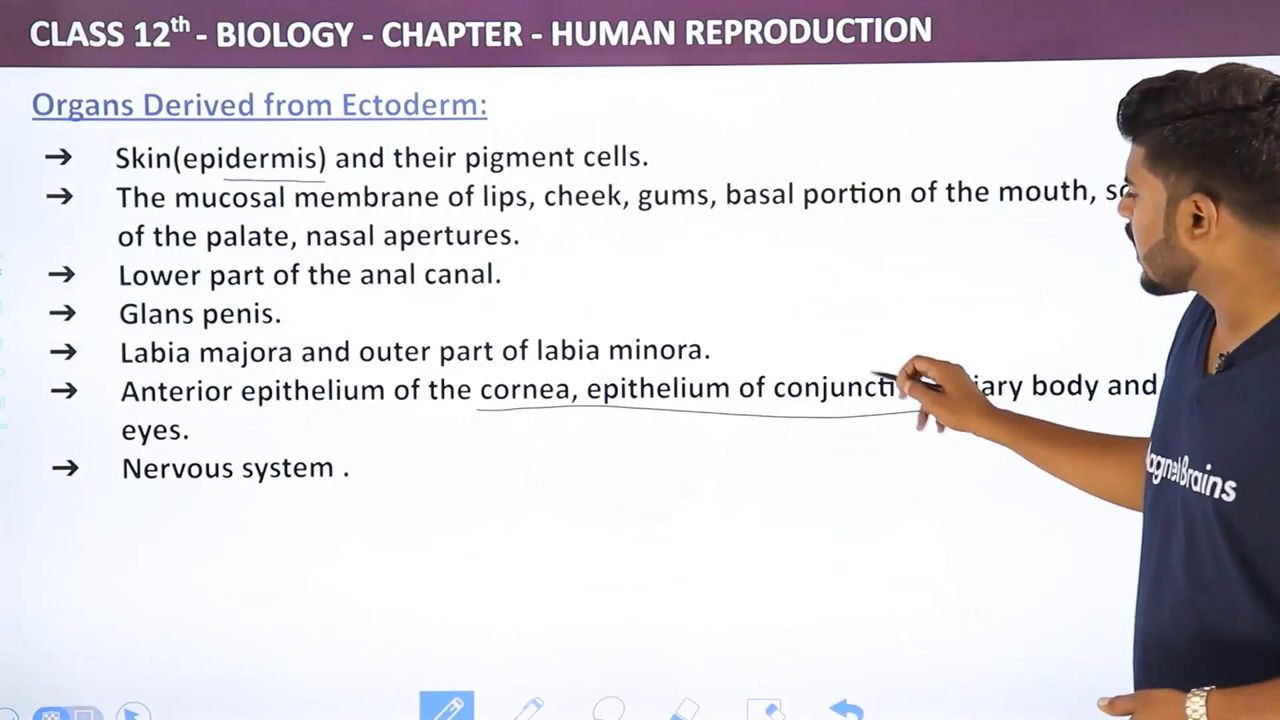 CLASS 12th - BIOLOGY - CHAPTER - HUMAN REPRODUCTION
Organs Derived from Ectoderm:
→ Skin(epidermis) and their pigment cells.
→ The mucosal membrane of lips, cheek, gums, basal portion of the mouth,
of the palate, nasal apertures.
→ Lower part of the anal canal.
→ Glans penis.
→ Labia majora and outer part of labia minora.
→ Anterior epithelium of the cornea, epithelium of body and
eyes.
→ Nervous system .